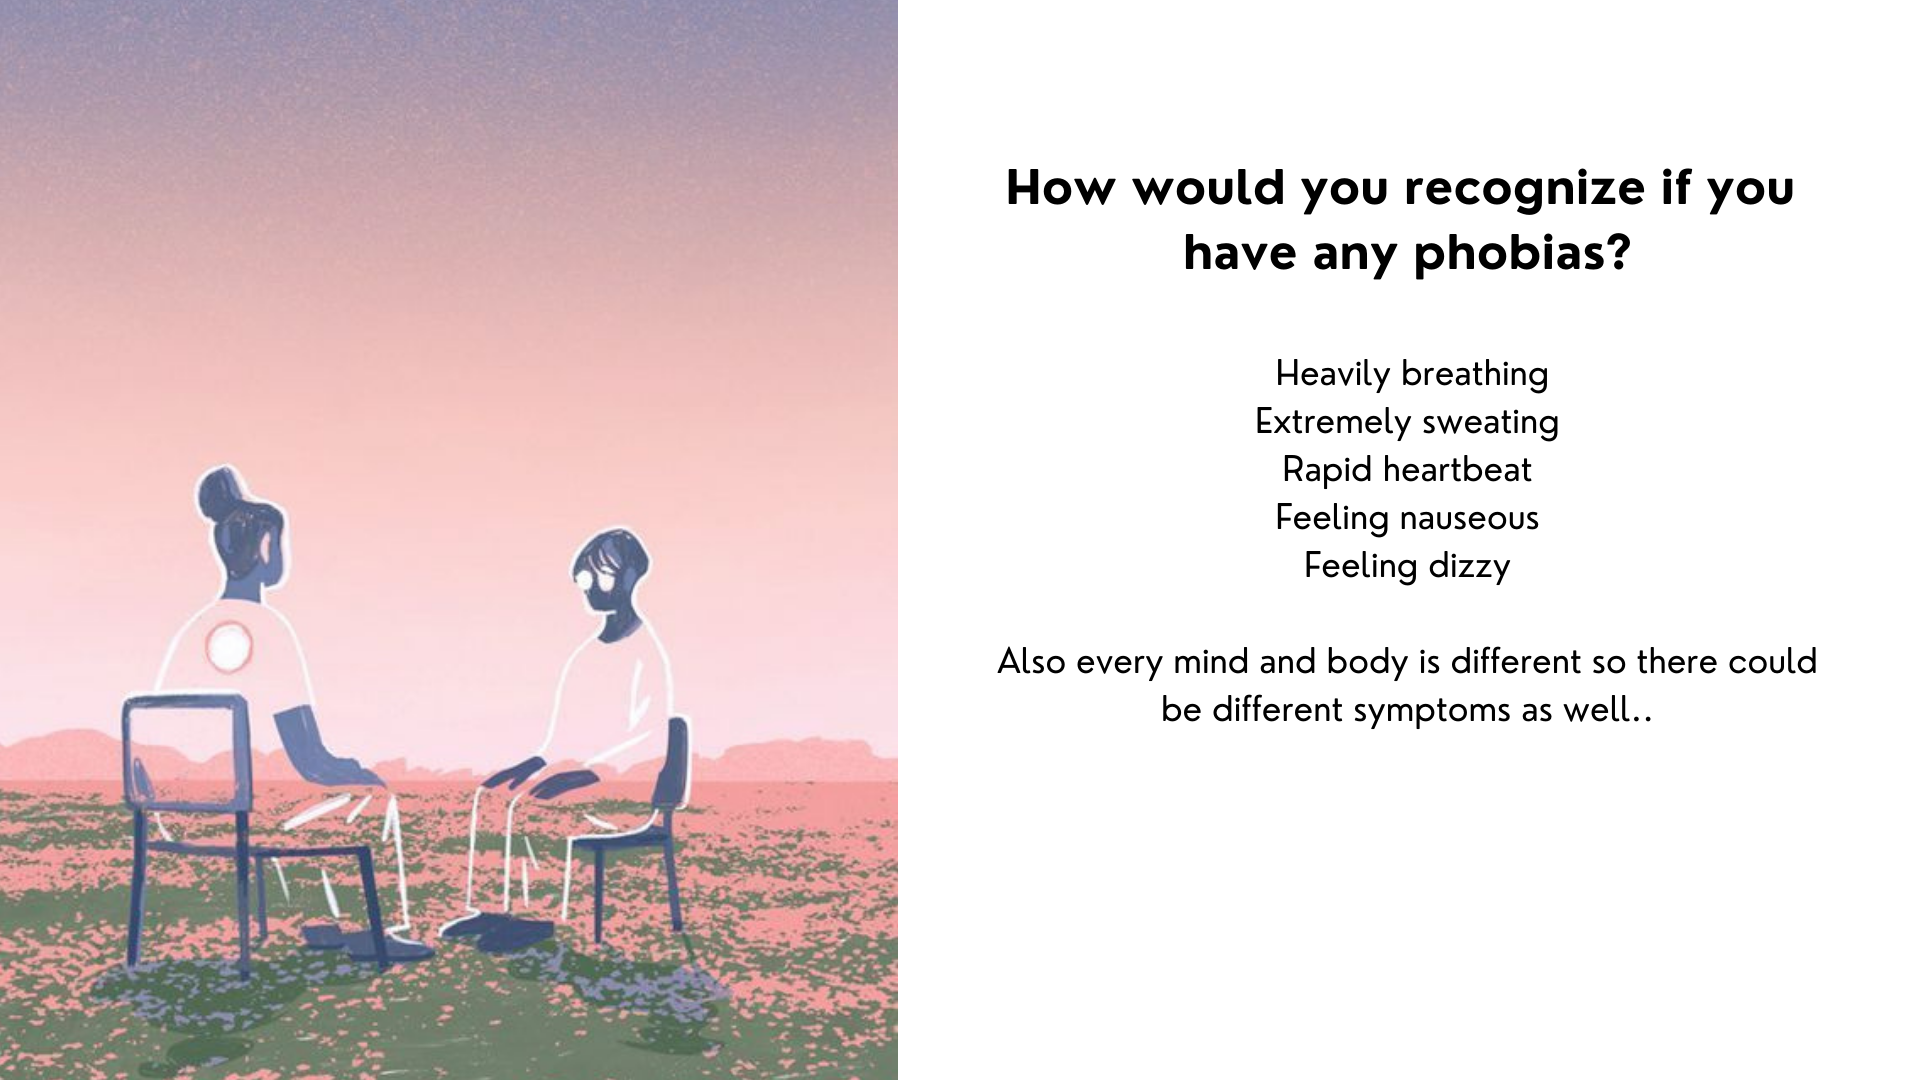 How would you recognize if you
have any phobias?
Heavily breathing
Extremely sweating
Rapid heartbeat
Feeling nauseous
Feeling dizzy
Also every mind and body is different so there could
be different symptoms as well..